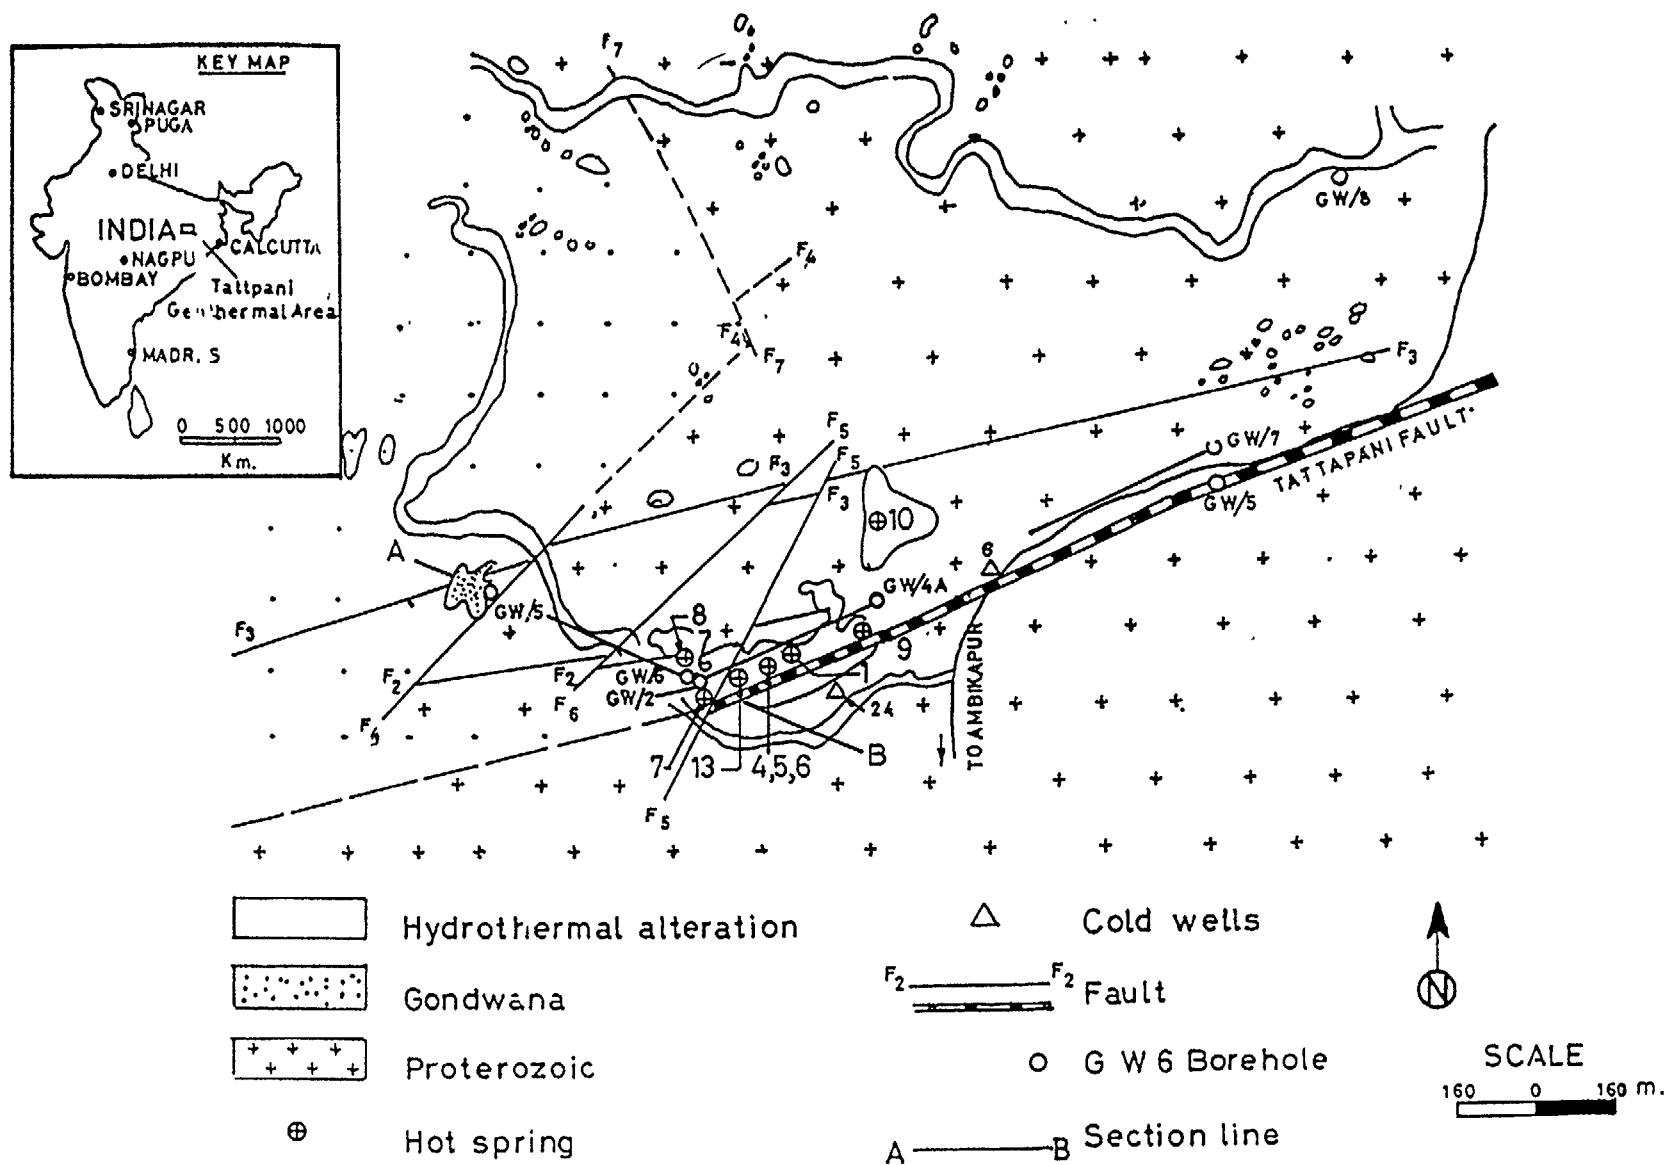 KEY MAP
SRINAGAR
PUGA
DELHI
INDIA
CALCUTTA
NAGPU
BOMBAY
Tattpani
Geothermal Area
MADR. S
0 500 1000
Km.
F7
GW/8
F4
F4
F7
F3
F5
F5
F3
F3
GW/7
TATTAPANI FAULT
GW/5
10
A
6
GW/4A
GW/5
8
F3
9
F2
F2
GW/6
GW/2
1
F6
24
F4
B
7 13 4,5,6
TO AMBIKAPUR
F5
Hydrothermal alteration
Gondwana
Proterozoic
Hot spring
Cold wells
F2 F2 Fault
G W 6 Borehole
A B Section line
N
SCALE
160 0 160 m.